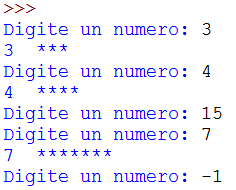 >>>
Digite un numero: 3
3  ***
Digite un numero: 4
4  ****
Digite un numero: 15
Digite un numero: 7
7  *******
Digite un numero: -1